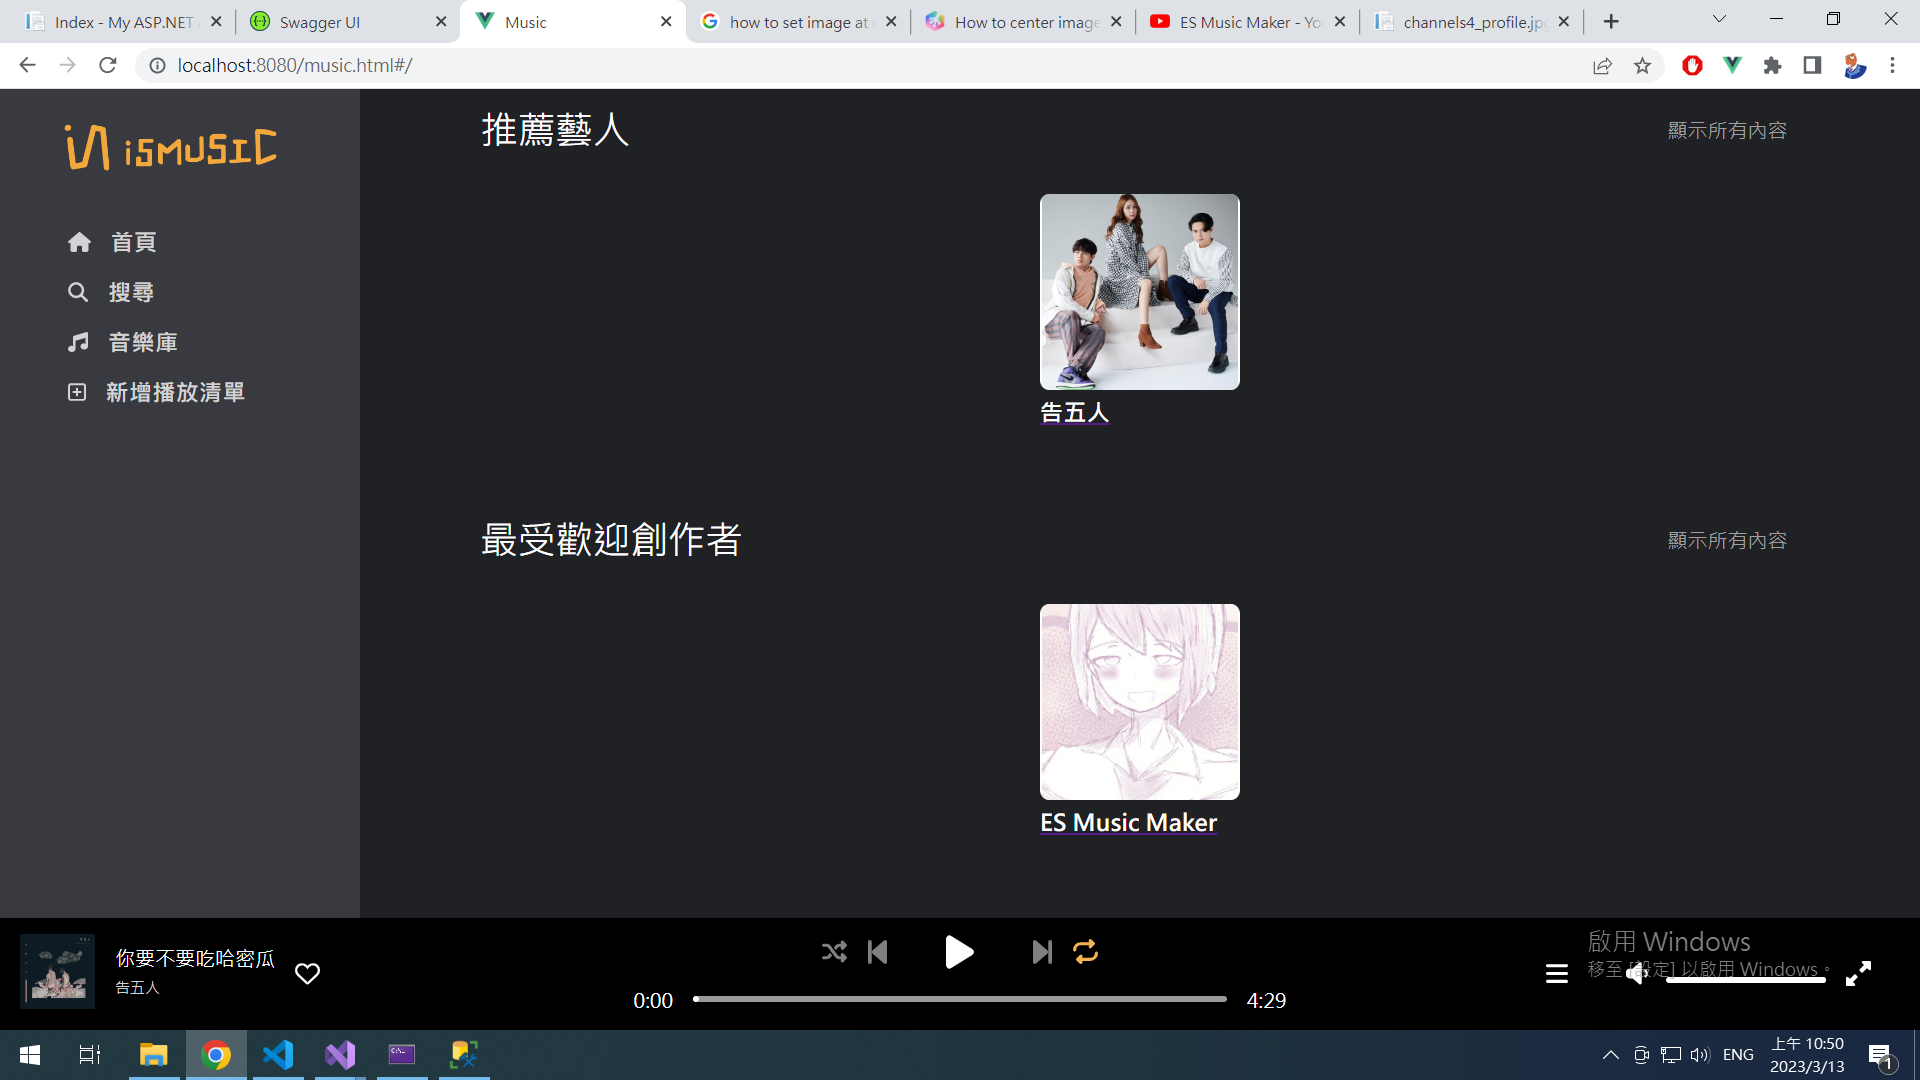 Index - My ASP.NET
Swagger UI
Music
how to set image at
How to center image
ES Music Maker - Yo
channels4_profile.jpg
localhost:8080/music.html#/
iSMUSIC
首頁
搜尋
音樂庫
新增播放清單
推薦藝人
顯示所有內容
告五人
最受歡迎創作者
顯示所有內容
ES Music Maker
你要不要吃哈密瓜
告五人
0:00
4:29
啟用 Windows
移至 [設定] 以啟用 Windows。
ENG
上午 10:50
2023/3/13
1